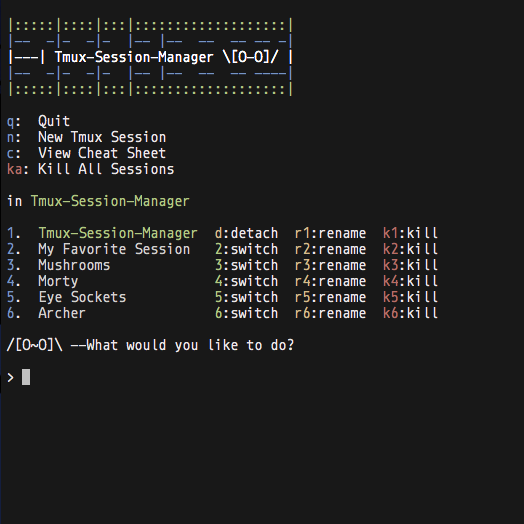 |:::::|::::|:::|:::::::::::::::::::|
|-- -|- -|- |-- |-- -- -- -- -|
|---| Tmux-Session-Manager \[O-O]/ |
|-- -|- -|- |-- |- -- -- ----|
|:::::|::::|:::|:::::::::::::::::::|
q: Quit
n: New Tmux Session
c: View Cheat Sheet
ka: Kill All Sessions
in Tmux-Session-Manager
1. Tmux-Session-Manager d:detach r1:rename k1:kill
2. My Favorite Session 2:switch r2:rename k2:kill
3. Mushrooms 3:switch r3:rename k3:kill
4. Morty 4:switch r4:rename k4:kill
5. Eye Sockets 5:switch r5:rename k5:kill
6. Archer 6:switch r6:rename k6:kill
/[O~O]\ --What would you like to do?
>